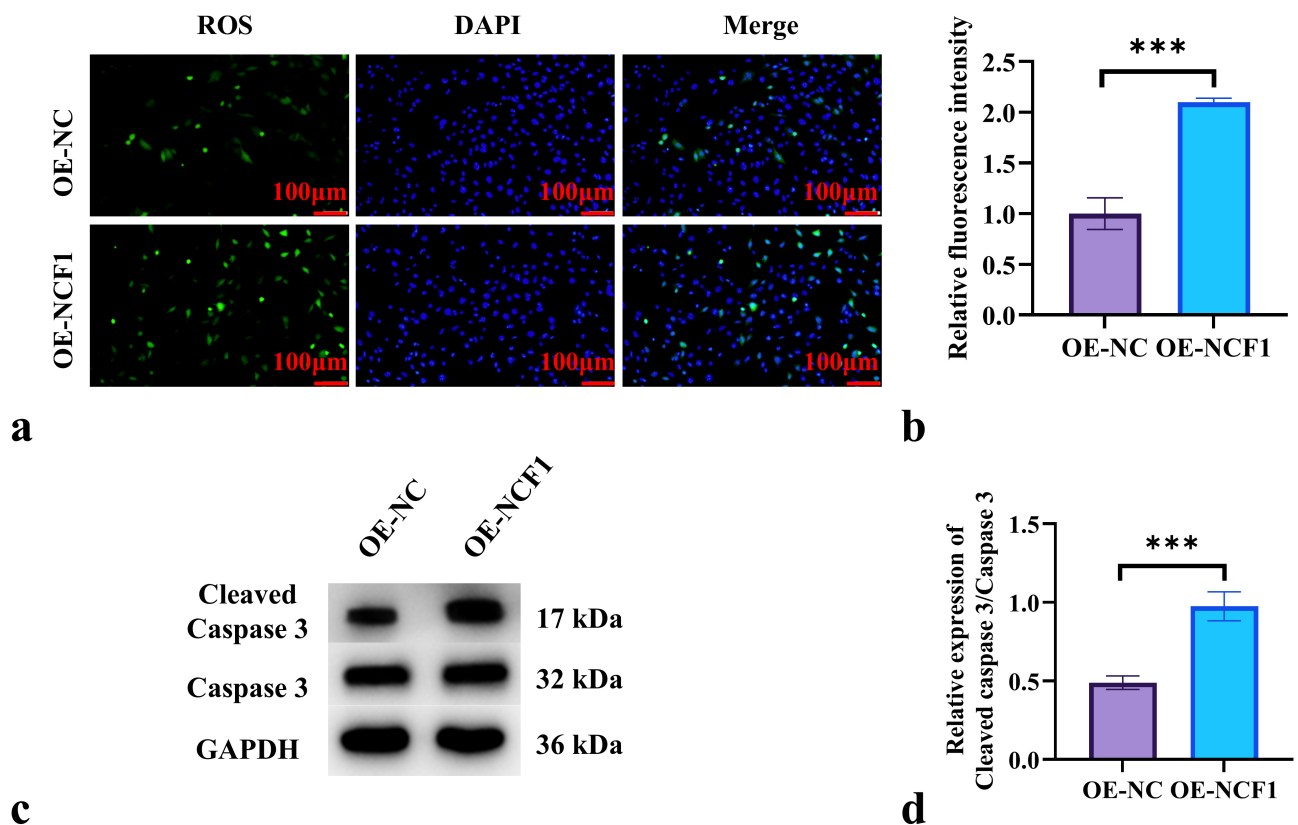 ROS DAPI Merge
OE-NC
100μm 100μm 100μm
OE-NCF1
100μm 100μm 100μm
a
Relative fluorescence intensity
***
2.5
2.0
1.5
1.0
0.5
0.0
OE-NC OE-NCF1
b
OE-NC OE-NCF1
Cleaved
Caspase 3
17 kDa
Caspase 3
32 kDa
GAPDH
36 kDa
c
Relative expression of
Cleaved caspase 3/Caspase 3
***
1.5
1.0
0.5
0.0
OE-NC OE-NCF1
d